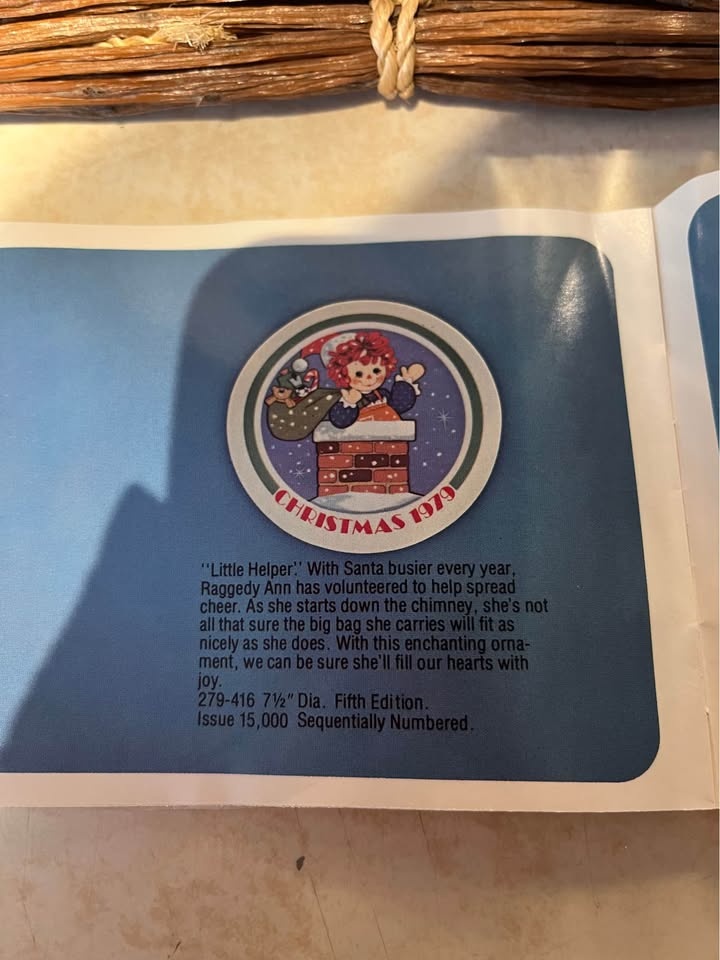 CHRISTMAS 1979
"Little Helper." With Santa busier every year,
Raggedy Ann has volunteered to help spread
cheer. As she starts down the chimney, she's not
all that sure the big bag she carries will fit as
nicely as she does. With this enchanting orna-
ment, we can be sure she'll fill our hearts with
joy.
279-416 7½" Dia. Fifth Edition.
Issue 15,000 Sequentially Numbered.